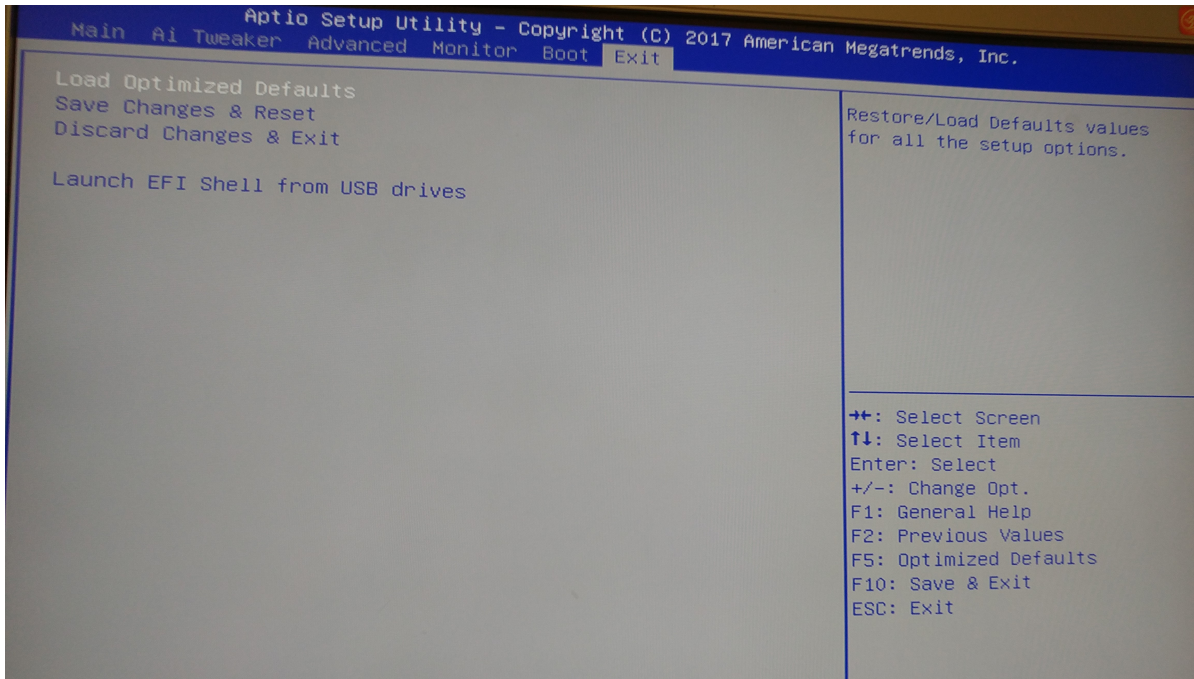 Aptio Setup Utility – Copyright (C) 2017 American Megatrends, Inc.
Main Ai Tweaker Advanced Monitor Boot Exit
Load Optimized Defaults
Save Changes & Reset
Discard Changes & Exit
Launch EFI Shell from USB drives
Restore/Load Defaults values
for all the setup options.
→←: Select Screen
↑↓: Select Item
Enter: Select
+/-: Change Opt.
F1: General Help
F2: Previous Values
F5: Optimized Defaults
F10: Save & Exit
ESC: Exit